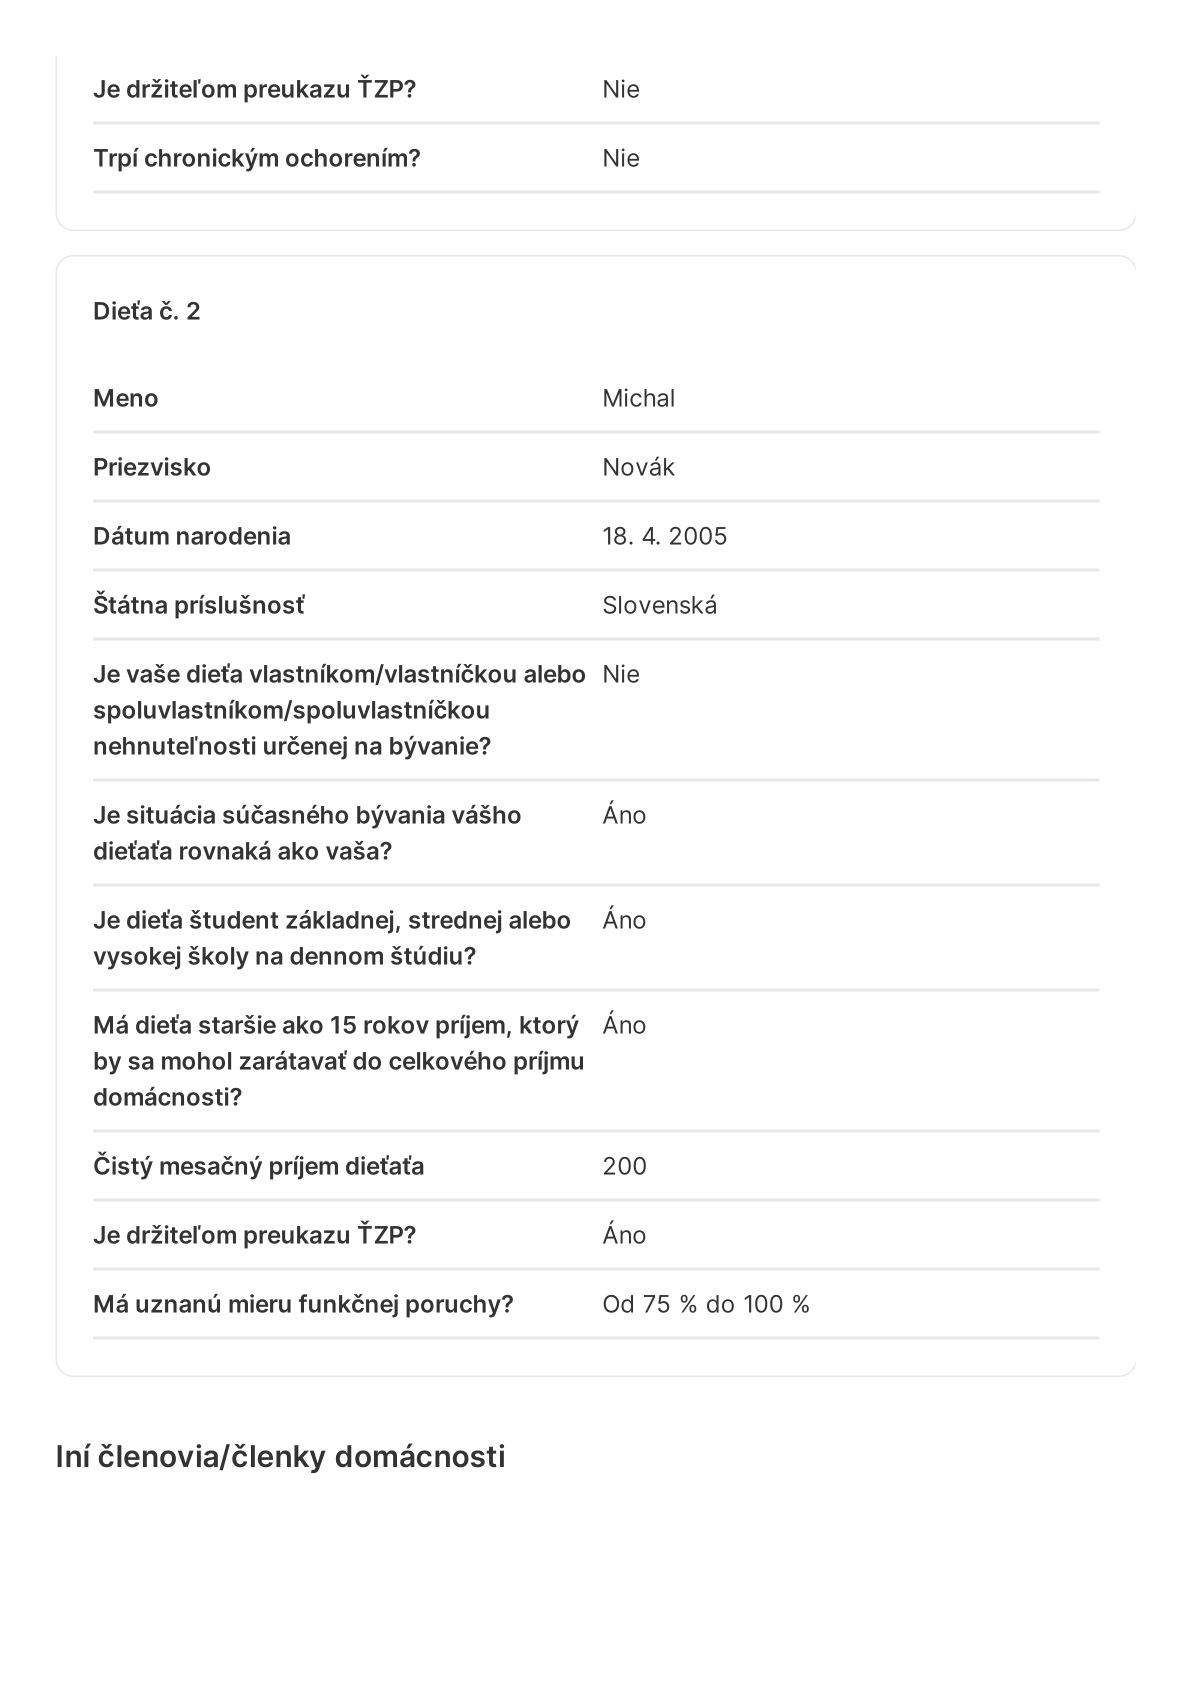 Je držiteľom preukazu ŤZP? Nie
Trpí chronickým ochorením? Nie
Dieťa č. 2
Meno Michal
Priezvisko Novák
Dátum narodenia 18. 4. 2005
Štátna príslušnosť Slovenská
Je vaše dieťa vlastníkom/vlastníčkou alebo Nie
spoluvlastníkom/spoluvlastníčkou
nehnuteľnosti určenej na bývanie?
Je situácia súčasného bývania vášho Áno
dieťaťa rovnaká ako vaša?
Je dieťa študent základnej, strednej alebo Áno
vysokej školy na dennom štúdiu?
Má dieťa staršie ako 15 rokov príjem, ktorý Áno
by sa mohol zarátavať do celkového príjmu
domácnosti?
Čistý mesačný príjem dieťaťa 200
Je držiteľom preukazu ŤZP? Áno
Má uznanú mieru funkčnej poruchy? Od 75 % do 100 %
Iní členovia/členky domácnosti